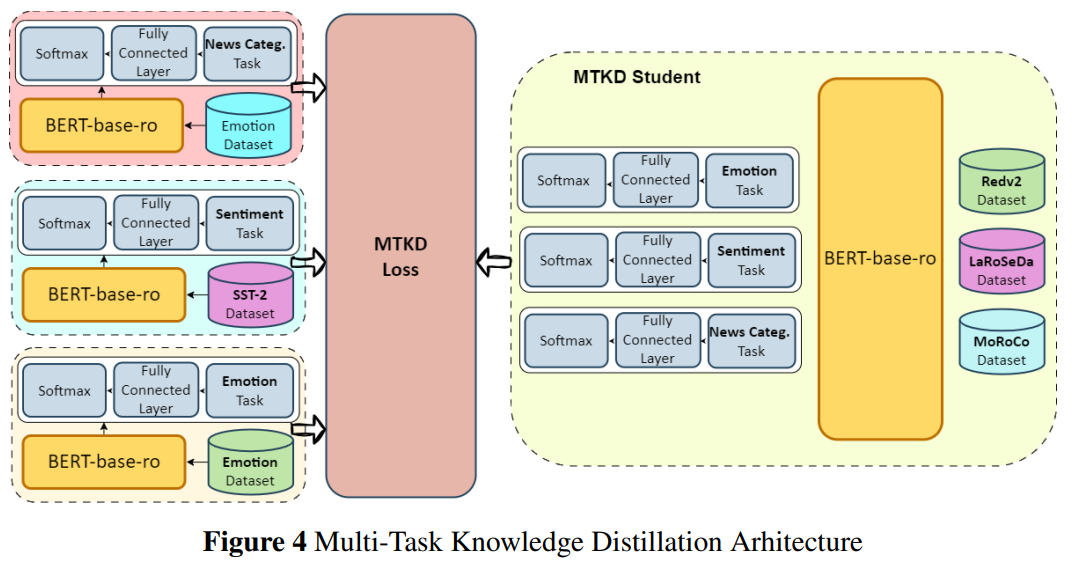 Softmax
Fully
Connected
Layer
News Categ.
Task
BERT-base-ro
Emotion
Dataset
Softmax
Fully
Connected
Layer
Sentiment
Task
BERT-base-ro
SST-2
Dataset
Softmax
Fully
Connected
Layer
Emotion
Task
BERT-base-ro
Emotion
Dataset
MTKD
Loss
MTKD Student
Softmax
Fully
Connected
Layer
Emotion
Task
Softmax
Fully
Connected
Layer
Sentiment
Task
Softmax
Fully
Connected
Layer
News Categ.
Task
BERT-base-ro
Redv2
Dataset
LaRoSeDa
Dataset
MoRoCo
Dataset
Figure 4 Multi-Task Knowledge Distillation Arhitecture